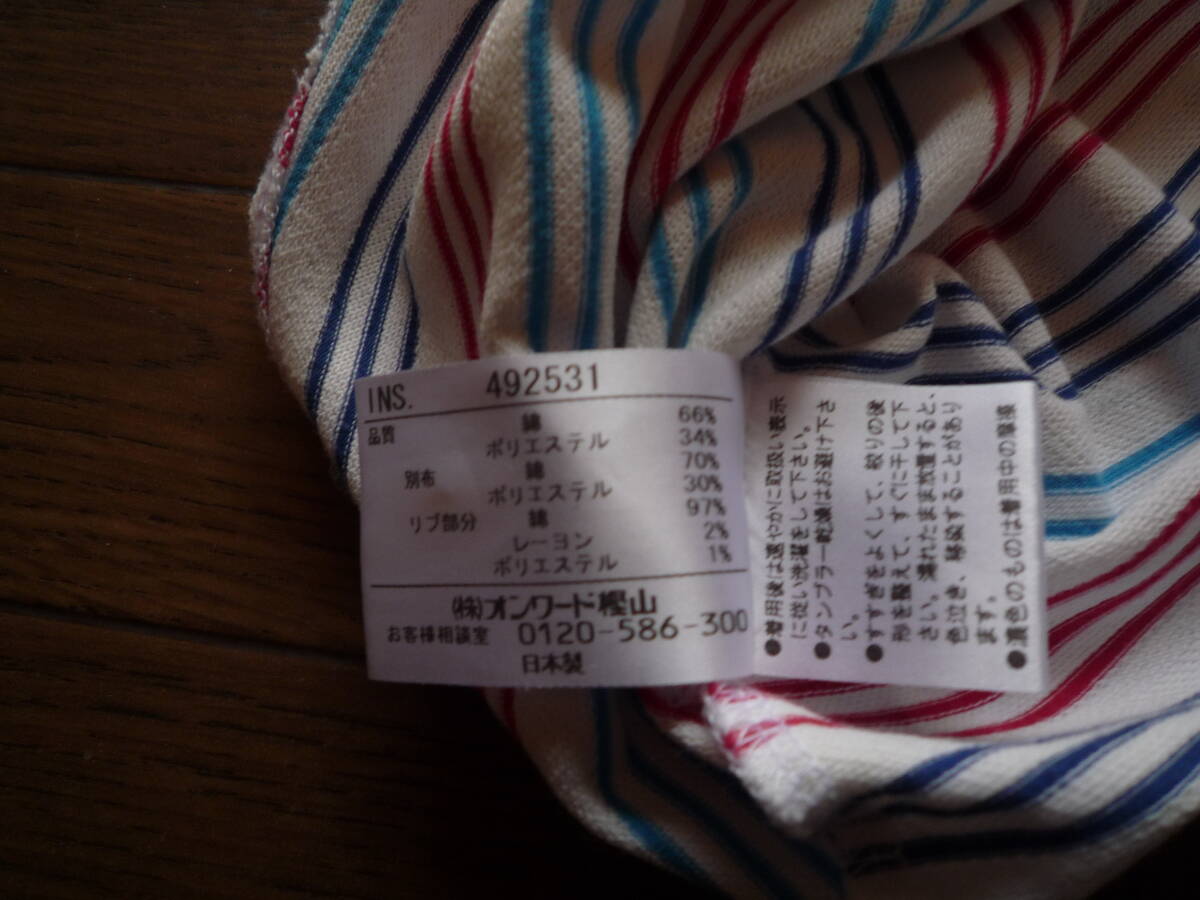 INS. 492531
品質 綿 66%
ポリエステル 34%
別布 綿 70%
ポリエステル 30%
リブ部分 綿 97%
レーヨン 2%
ポリエステル 1%
(株)オンワード樫山
お客様相談室 0120-586-300
日本製
●着用後は速やかに取扱い表示
に従い洗濯をして下さい。
●タンブラー乾燥はお避け下さ
い。
●すすぎをよくして、絞りの後
形を整えて、すぐに干して下
さい。濡れたまま放置すると、
色泣き、移染することがあり
ます。
●濃色のものは着用中の摩擦